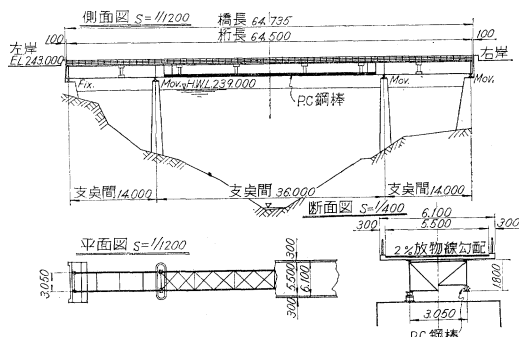 側面図 S=1/1200
橋長 64.735
桁長 64.500
100
100
左岸
右岸
EL 243.000
Fix.
Mov.
H.W.L.239.000
Mov.
Mov.
P.C鋼棒
支点間 14.000
支点間 36.000
支点間 14.000
平面図 S=1/1200
3.050
300
5.500
6.100
300
断面図 S=1/400
6.100
300
5.500
300
2%放物線勾配
1.800
3.050
P.C鋼棒